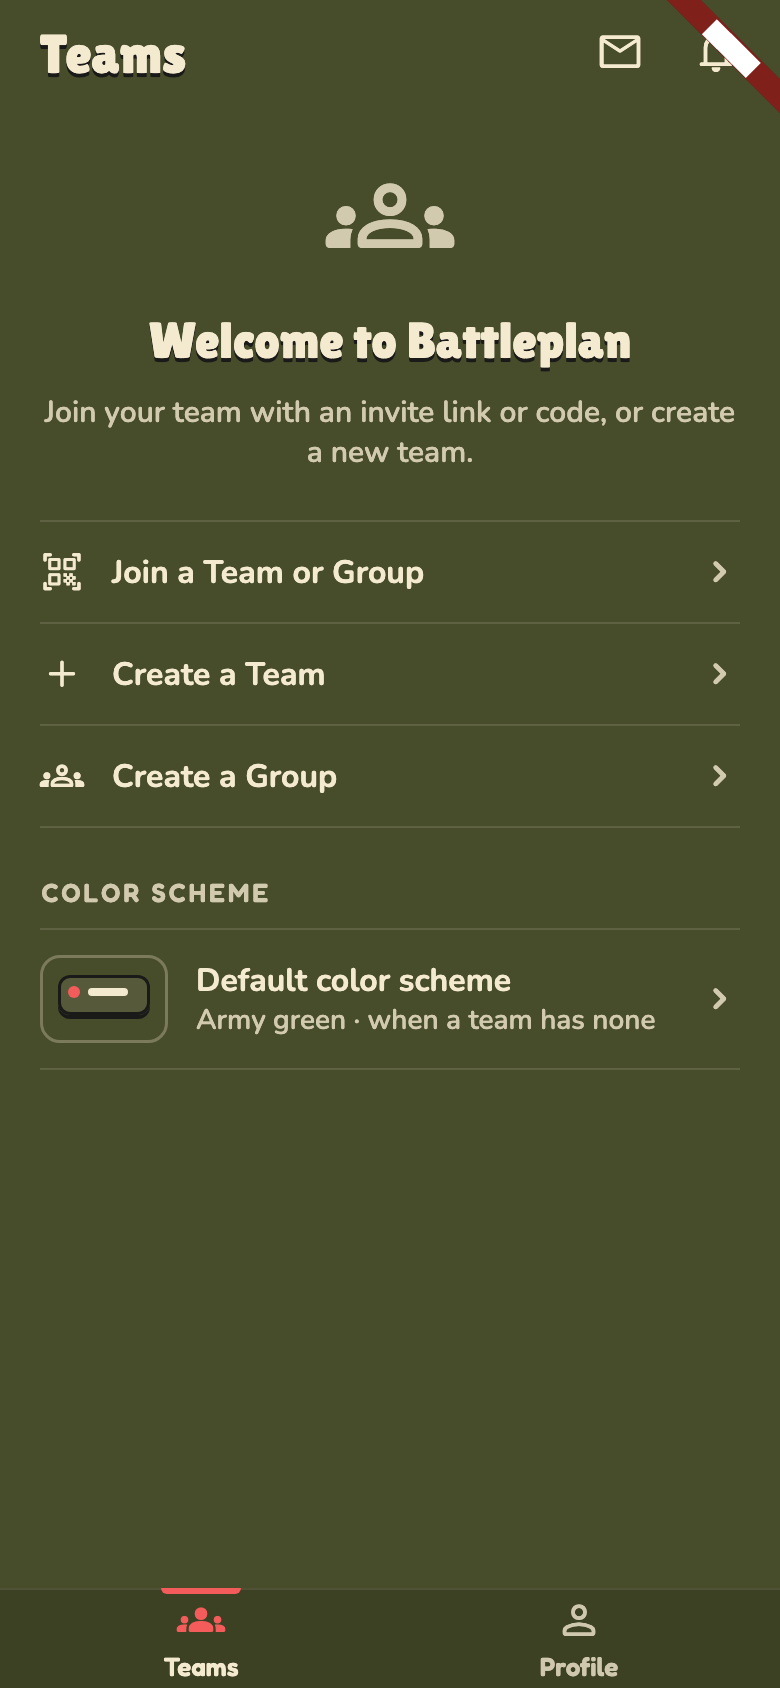 Teams
Welcome to Battleplan
Join your team with an invite link or code, or create
a new team.
Join a Team or Group
Create a Team
Create a Group
COLOR SCHEME
Default color scheme
Army green · when a team has none
Teams
Profile